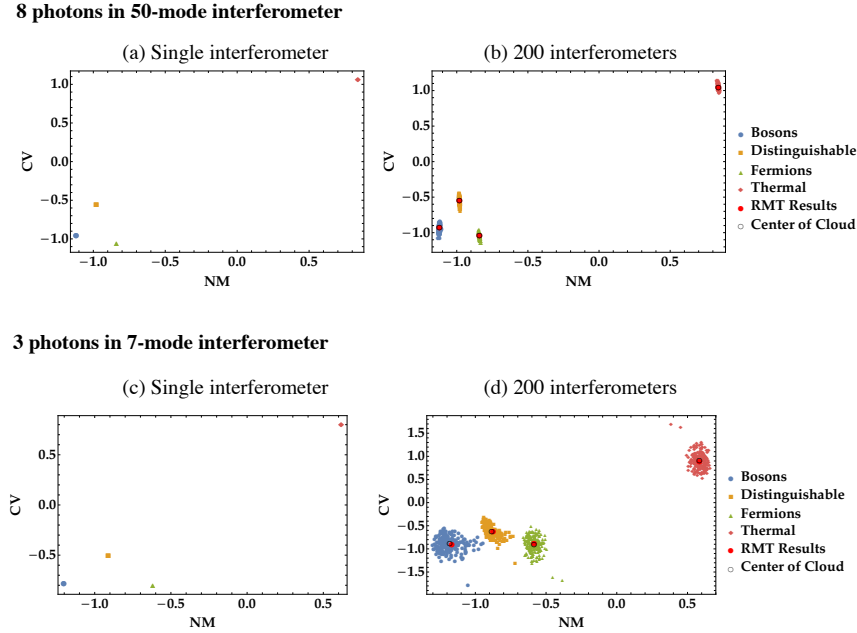 8 photons in 50-mode interferometer
(a) Single interferometer
(b) 200 interferometers
CV
1.0
0.5
0.0
−0.5
−1.0
−1.0
−0.5
0.0
0.5
NM
CV
1.0
0.5
0.0
−0.5
−1.0
−1.0
−0.5
0.0
0.5
NM
Bosons
Distinguishable
Fermions
Thermal
RMT Results
Center of Cloud
3 photons in 7-mode interferometer
(c) Single interferometer
(d) 200 interferometers
CV
0.5
0.0
−0.5
−1.0
−0.5
0.0
0.5
NM
CV
1.5
1.0
0.5
0.0
−0.5
−1.0
−1.5
−1.0
−0.5
0.0
0.5
NM
Bosons
Distinguishable
Fermions
Thermal
RMT Results
Center of Cloud